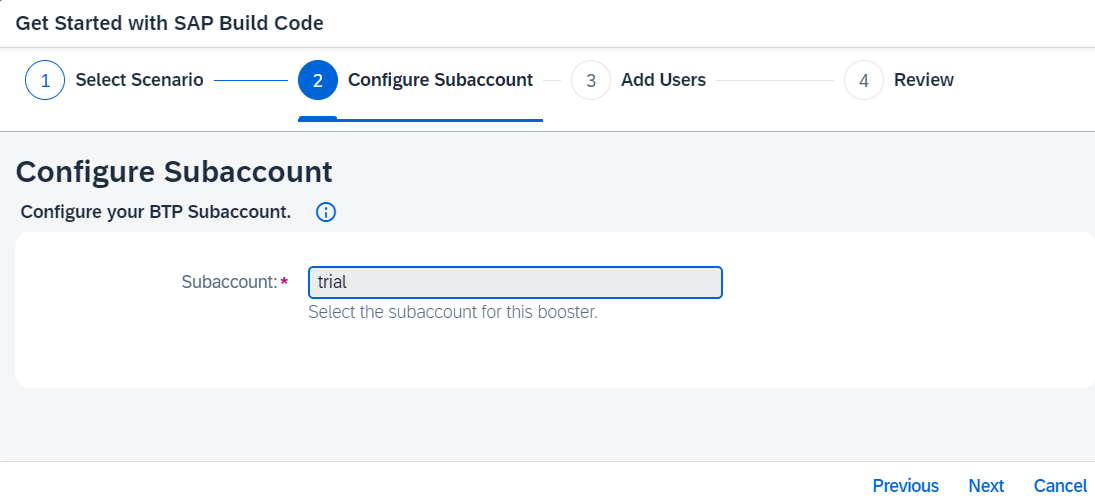 Get Started with SAP Build Code
1 Select Scenario 2 Configure Subaccount 3 Add Users 4 Review
Configure Subaccount
Configure your BTP Subaccount.
Subaccount:* trial
Select the subaccount for this booster.
Previous Next Cancel